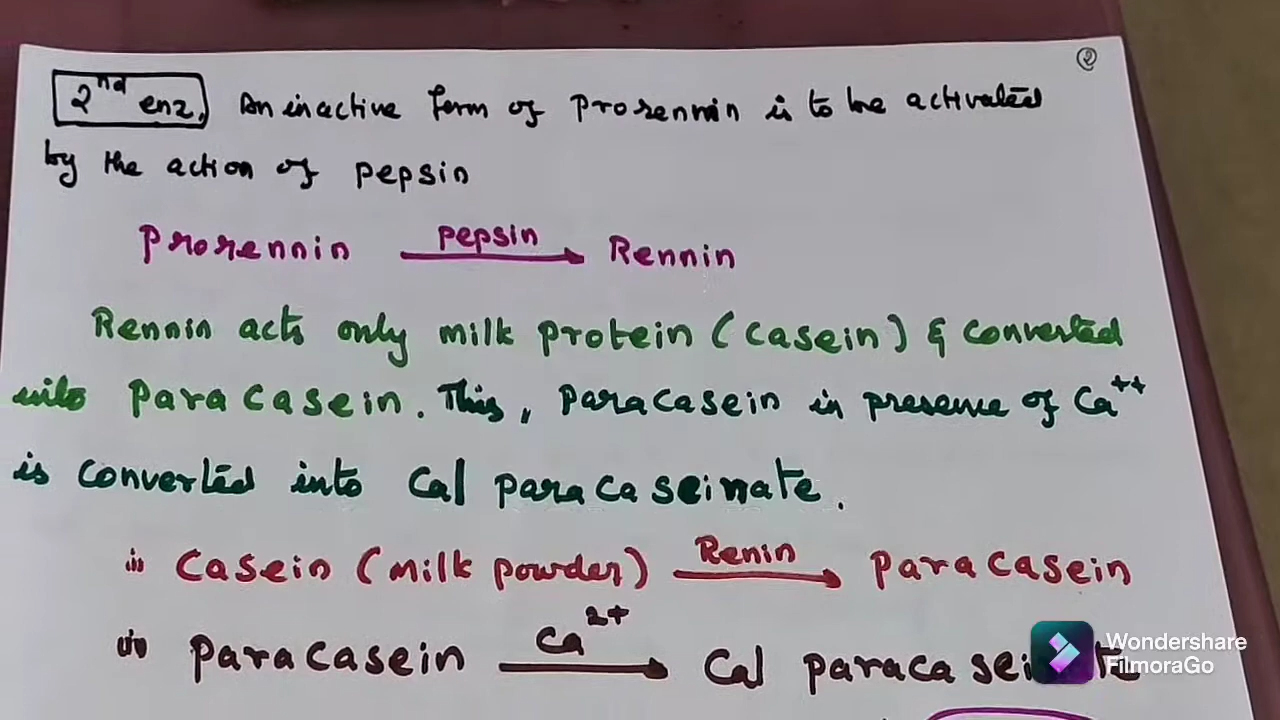 ②
2nd enz. An inactive form of Prorennin is to be activated
by the action of pepsin
Prorennin pepsin Rennin
Rennin acts only milk protein (casein) & converted
into Paracasein. This, paracasein in presence of Ca++
is converted into Cal paracaseinate.
i) Casein (Milk powder) Renin Paracasein
ii) Paracasein Ca2+ Cal paracaseinate
Wondershare
FilmoraGo